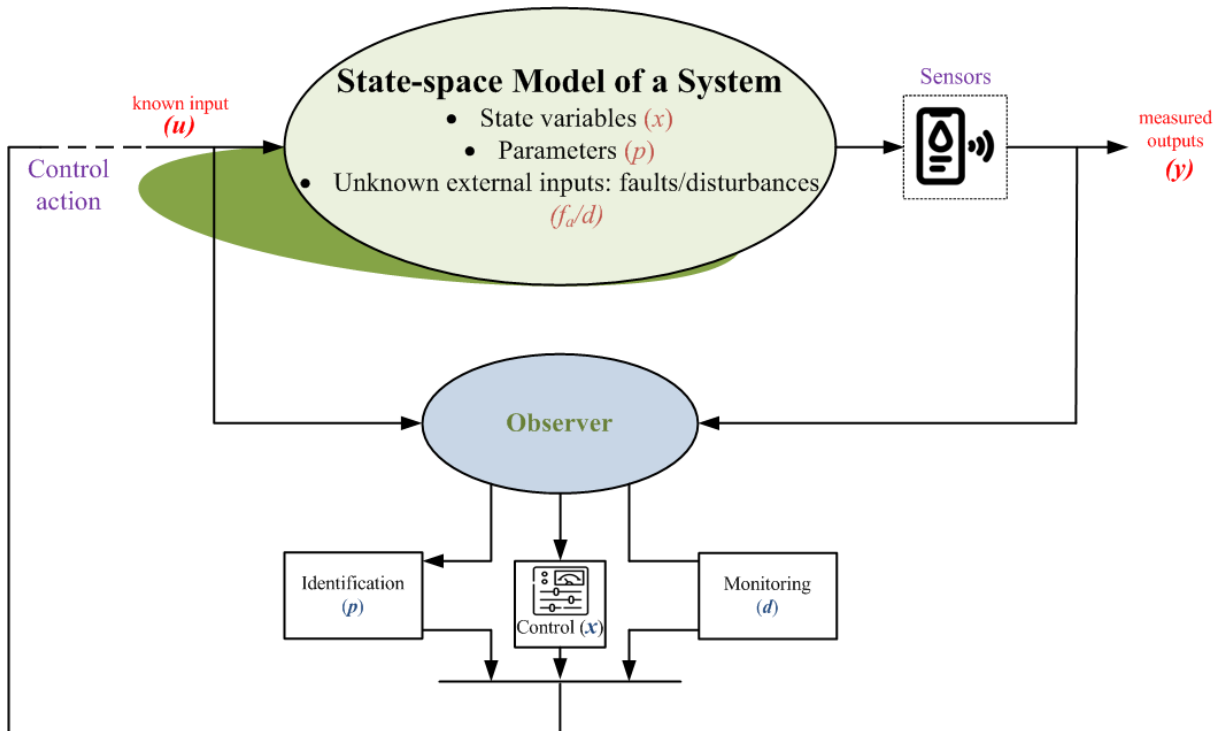 State-space Model of a System
• State variables (x)
• Parameters (p)
• Unknown external inputs: faults/disturbances
(fₐ/d)
known input
(u)
Control
action
Sensors
measured
outputs
(y)
Observer
Identification
(p)
Control (x)
Monitoring
(d)